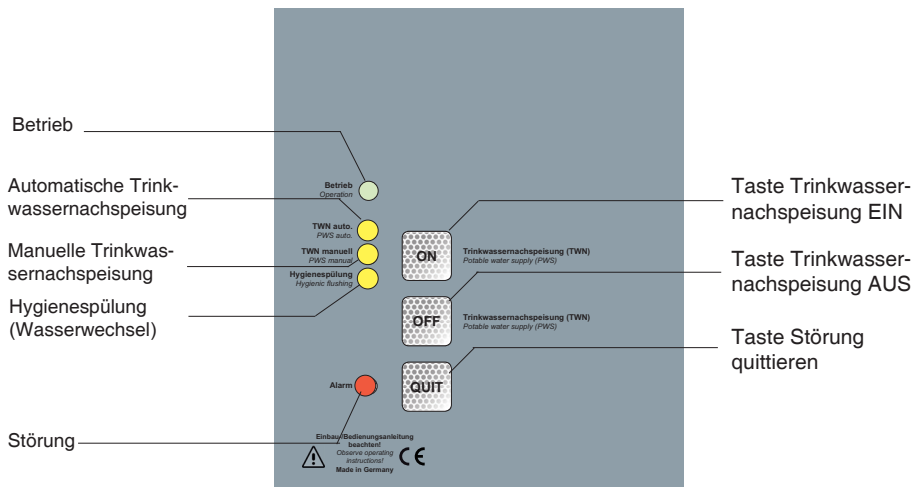 Betrieb
Automatische Trink-
wassernachspeisung
Manuelle Trinkwas-
sernachspeisung
Hygienespülung
(Wasserwechsel)
Störung
Betrieb
Operation
TWN auto.
PWS auto.
TWN manuell
PWS manual
Hygienespülung
Hygienic flushing
Alarm
ON
OFF
QUIT
Trinkwassernachspeisung (TWN)
Potable water supply (PWS)
Trinkwassernachspeisung (TWN)
Potable water supply (PWS)
Einbau-/Bedienungsanleitung
beachten!
Observe operating
instructions!
Made in Germany
CE
Taste Trinkwasser-
nachspeisung EIN
Taste Trinkwasser-
nachspeisung AUS
Taste Störung
quittieren